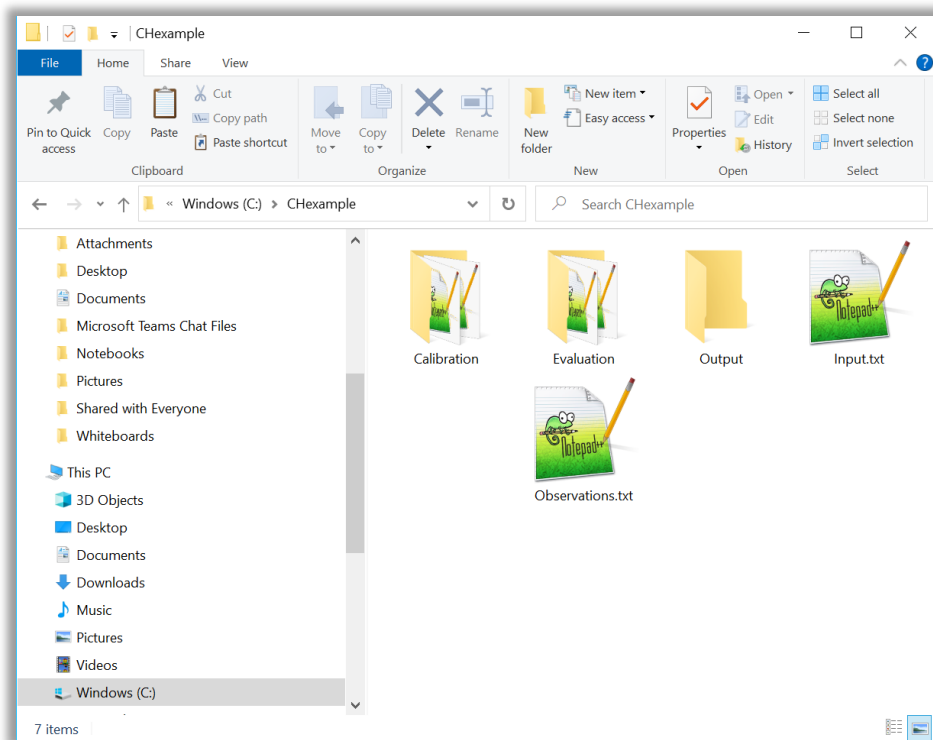 CHexample
File Home Share View
Pin to Quick access
Copy
Paste
Cut
Copy path
Paste shortcut
Clipboard
Move to
Copy to
Delete
Rename
Organize
New folder
New item
Easy access
New
Properties
Open
Edit
History
Open
Select all
Select none
Invert selection
Select
« Windows (C:) > CHexample
Search CHexample
Attachments
Desktop
Documents
Microsoft Teams Chat Files
Notebooks
Pictures
Shared with Everyone
Whiteboards
This PC
3D Objects
Desktop
Documents
Downloads
Music
Pictures
Videos
Windows (C:)
Calibration
Evaluation
Output
Notepad++
Input.txt
Notepad++
Observations.txt
7 items